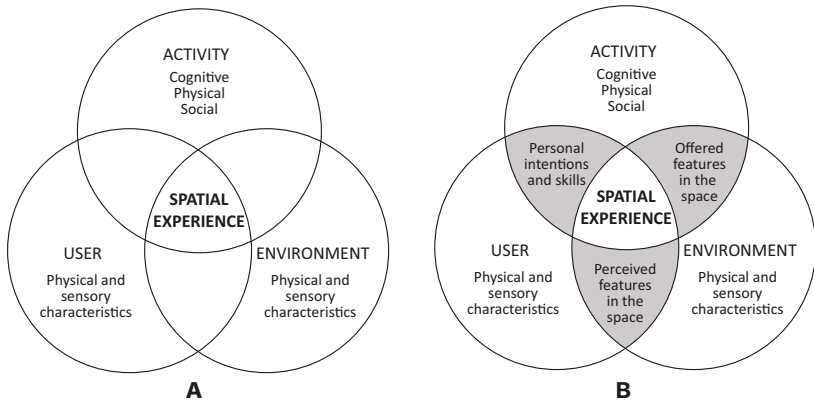 ACTIVITY
Cognitive
Physical
Social
SPATIAL
EXPERIENCE
USER
Physical and
sensory
characteristics
ENVIRONMENT
Physical and
sensory
characteristics
A
ACTIVITY
Cognitive
Physical
Social
Personal
intentions
and skills
Offered
features
in the
space
SPATIAL
EXPERIENCE
USER
Physical and
sensory
characteristics
Perceived
features
in the
space
ENVIRONMENT
Physical and
sensory
characteristics
B